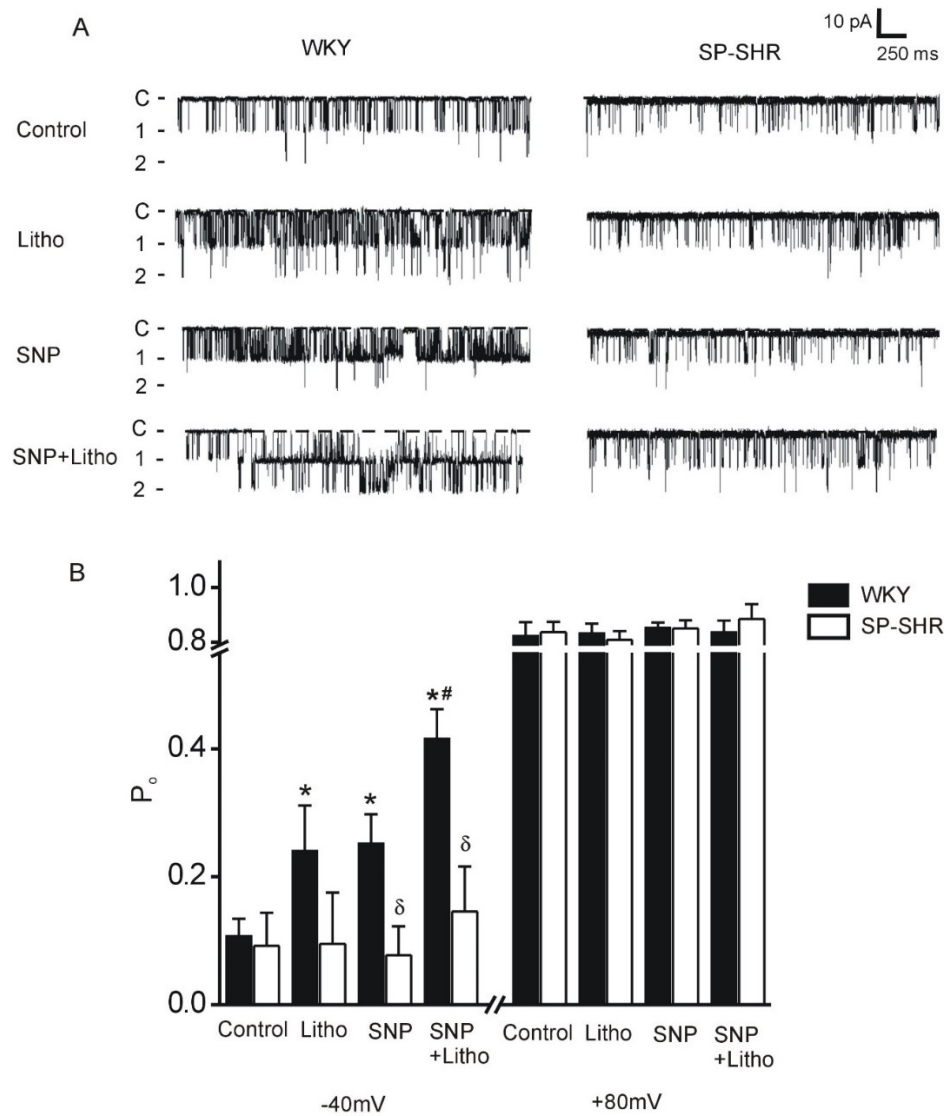 A
10 pA
250 ms
WKY
SP-SHR
Control
C -
1 -
2 -
Litho
C -
1 -
2 -
SNP
C -
1 -
2 -
SNP+Litho
C -
1 -
2 -
B
1.0
0.8
0.4
0.2
0.0
Po
WKY
SP-SHR
*
*
δ
*#
δ
Control Litho SNP SNP
+Litho
Control Litho SNP SNP
+Litho
-40mV
+80mV